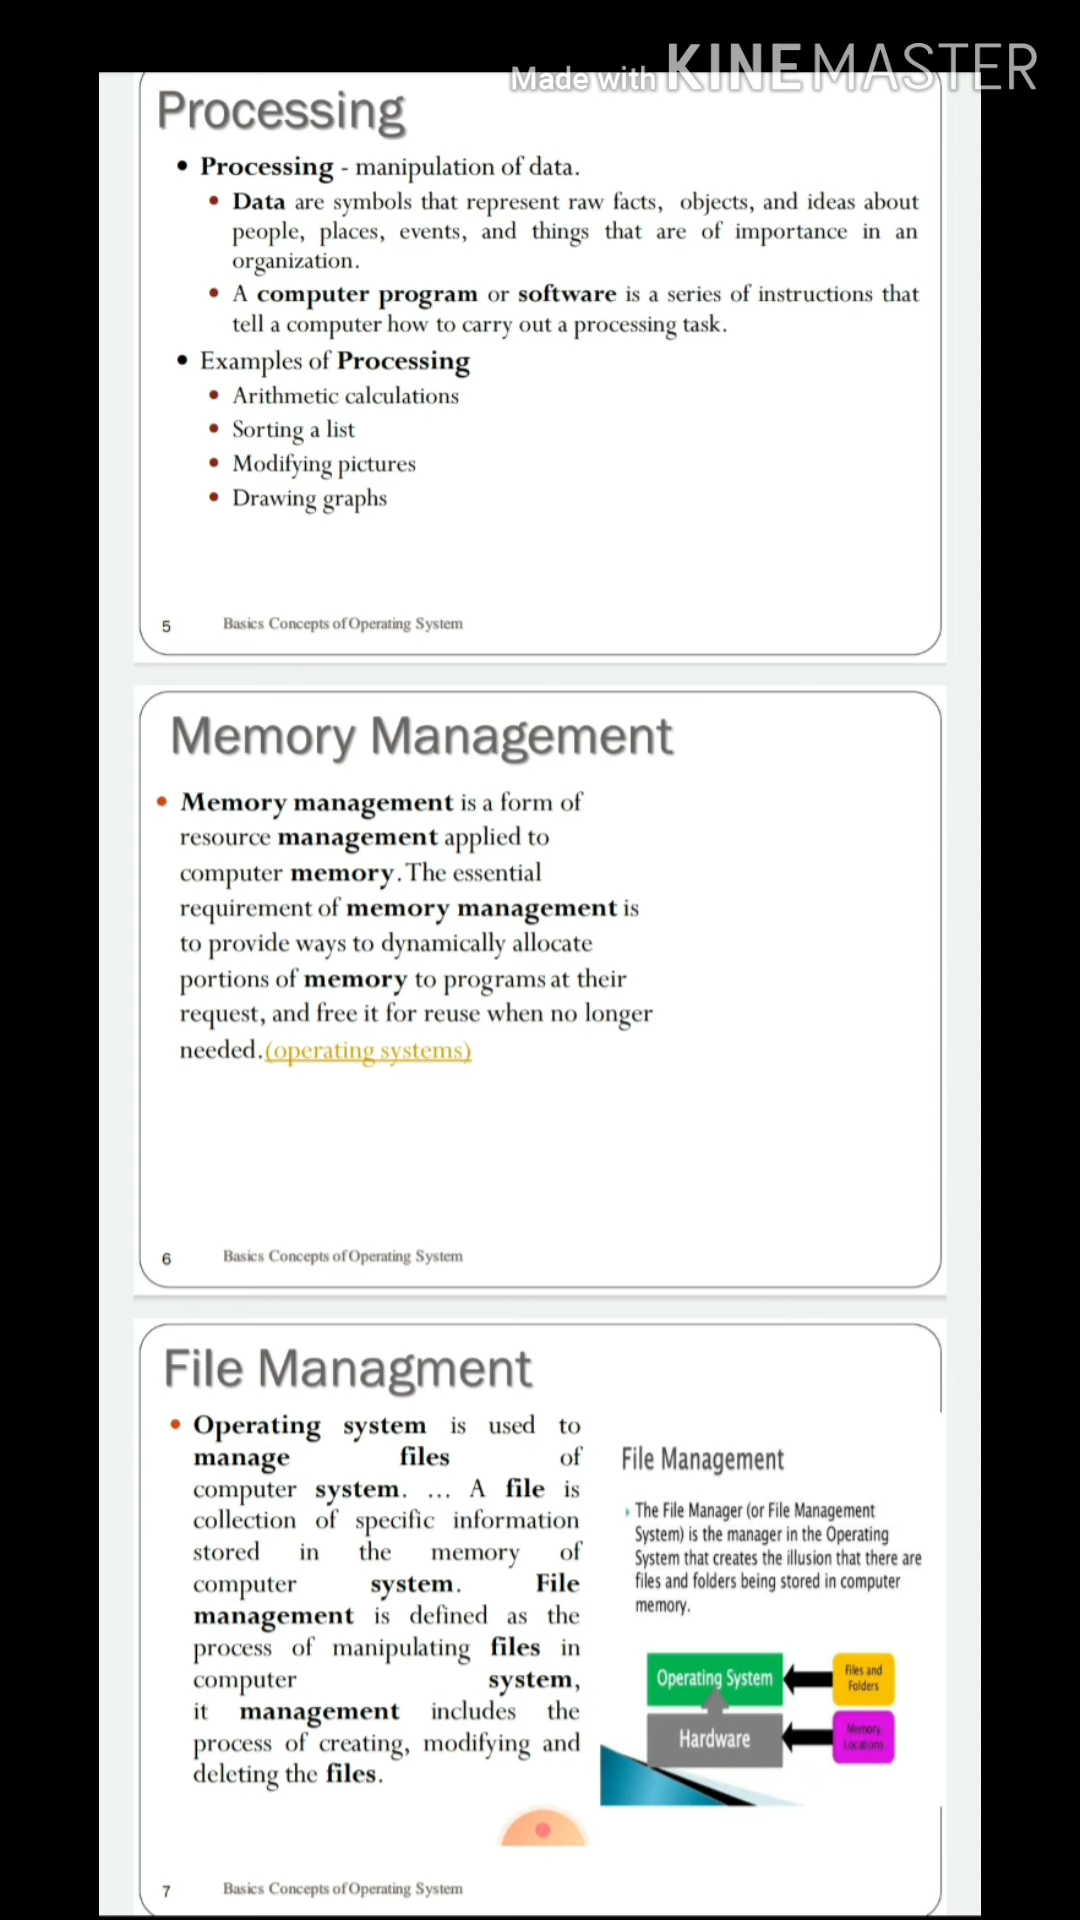 Made with KINEMASTER
Processing
• Processing - manipulation of data.
• Data are symbols that represent raw facts, objects, and ideas about
people, places, events, and things that are of importance in an
organization.
• A computer program or software is a series of instructions that
tell a computer how to carry out a processing task.
• Examples of Processing
• Arithmetic calculations
• Sorting a list
• Modifying pictures
• Drawing graphs
5 Basics Concepts of Operating System
Memory Management
• Memory management is a form of
resource management applied to
computer memory. The essential
requirement of memory management is
to provide ways to dynamically allocate
portions of memory to programs at their
request, and free it for reuse when no longer
needed.(operating systems)
6 Basics Concepts of Operating System
File Managment
• Operating system is used to
manage files of
computer system. ... A file is
collection of specific information
stored in the memory of
computer system. File
management is defined as the
process of manipulating files in
computer system,
it management includes the
process of creating, modifying and
deleting the files.
File Management
The File Manager (or File Management
System) is the manager in the Operating
System that creates the illusion that there are
files and folders being stored in computer
memory.
Operating System
Files and
Folders
Hardware
Memory
Locations
7 Basics Concepts of Operating System